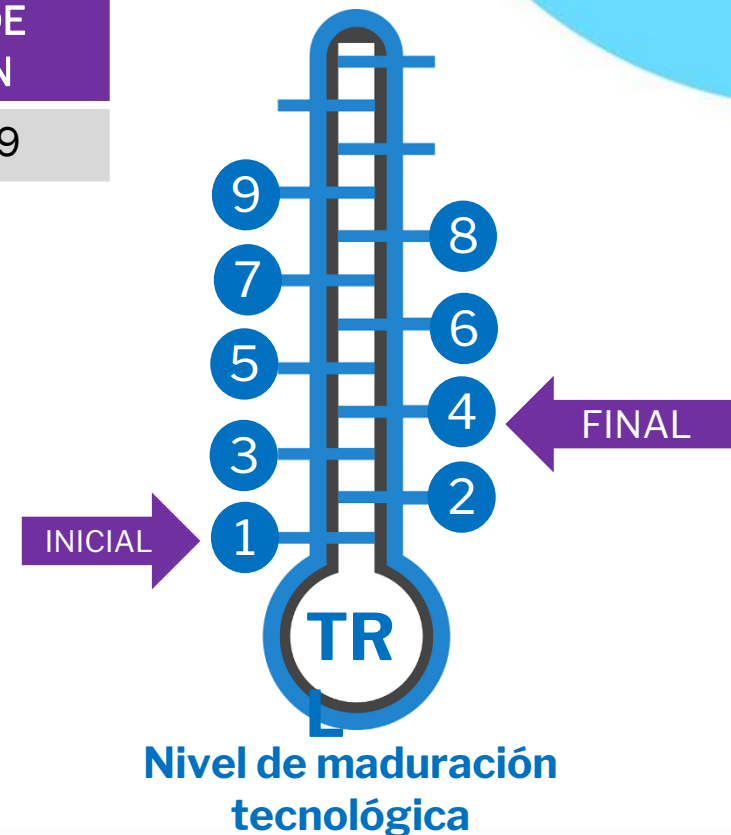 DE
N
9
9
8
7
6
5
4
FINAL
3
2
INICIAL
1
TR
L
Nivel de maduración
tecnológica